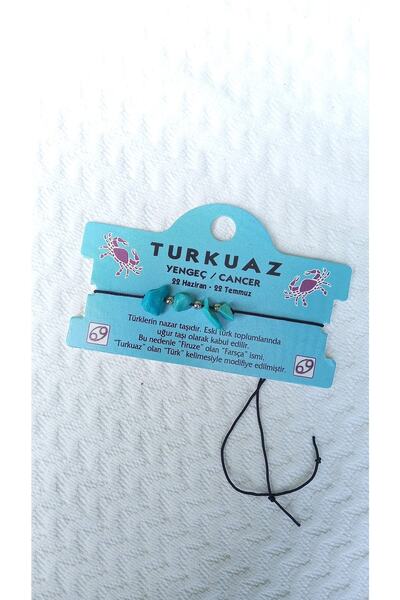 TURKUAZ
YENGEÇ / CANCER
22 Haziran - 22 Temmuz
Türklerin nazar taşıdır. Eski Türk toplumlarında
uğur taşı olarak kabul edilir.
Bu nedenle "Firuze" olan "Farsça" ismi,
"Turkuaz" olan "Türk" kelimesiyle modifiye edilmiştir.